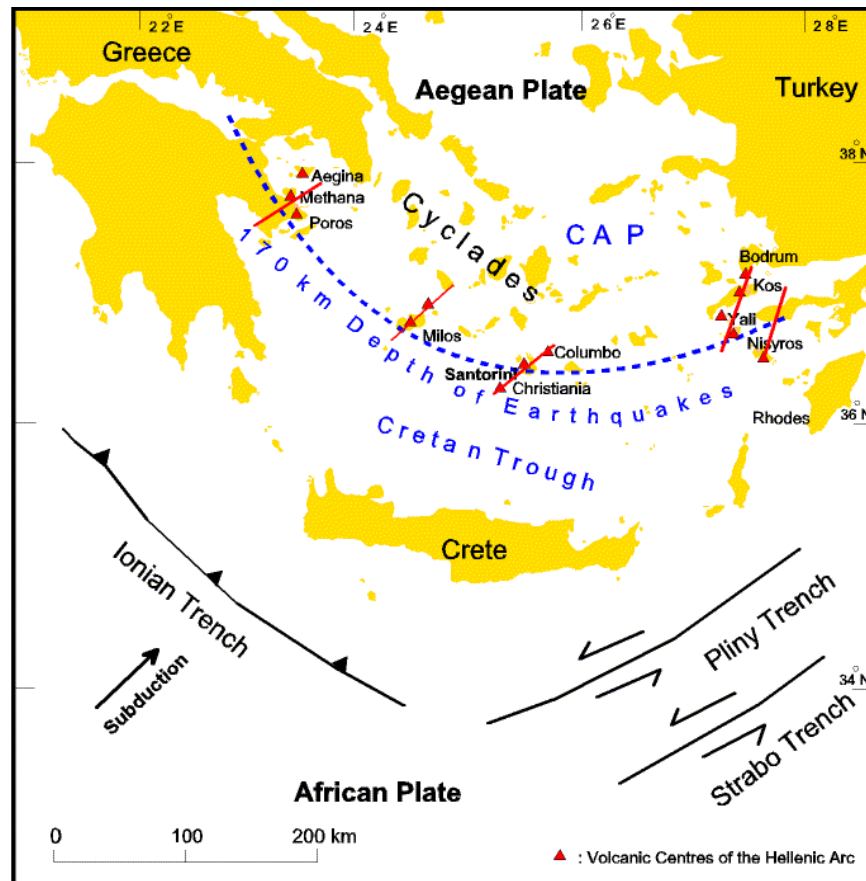 22 E
24 E
26 E
28 E
Greece
Aegean Plate
Turkey
38 N
Aegina
Methana
Poros
Cyclades
CAP
Bodrum
Kos
Yali
Nisyros
Milos
Columbo
Santorini
Christiania
170 km Depth of Earthquakes
Rhodes
36 N
Cretan Trough
Crete
Ionian Trench
Subduction
Pliny Trench
34 N
Strabo Trench
African Plate
0 100 200 km
: Volcanic Centres of the Hellenic Arc